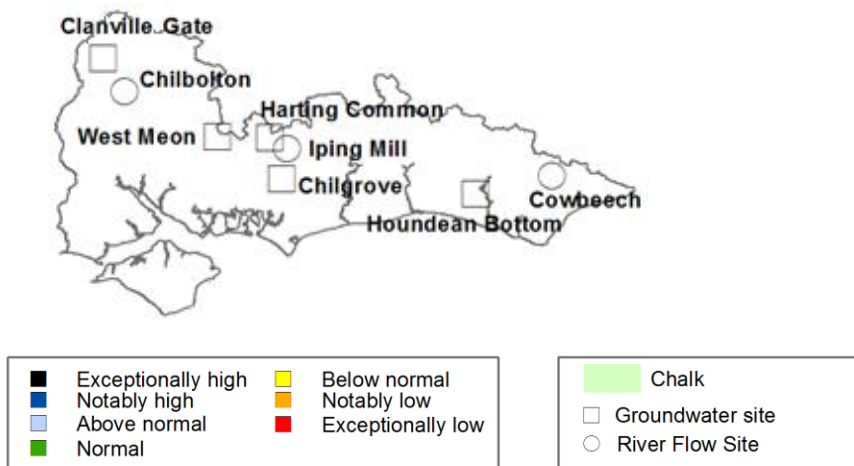 Clanville Gate
Chilbolton
Harting Common
West Meon
Iping Mill
Chilgrove
Cowbeech
Houndean Bottom
Exceptionally high
Below normal
Notably high
Notably low
Above normal
Exceptionally low
Normal
Chalk
Groundwater site
River Flow Site